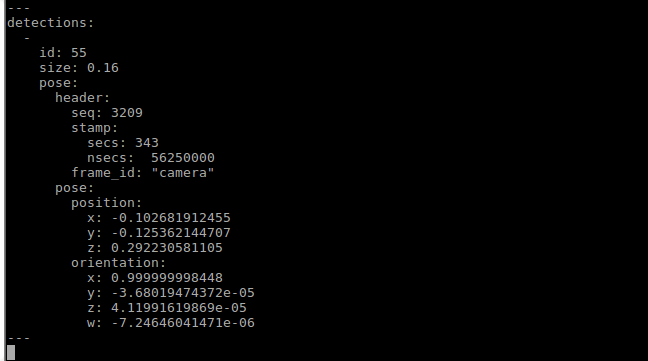 ---
detections:
  -
    id: 55
    size: 0.16
    pose:
      header:
        seq: 3209
        stamp:
          secs: 343
          nsecs:  56250000
        frame_id: "camera"
      pose:
        position:
          x: -0.102681912455
          y: -0.125362144707
          z: 0.292230581105
        orientation:
          x: 0.999999998448
          y: -3.68019474372e-05
          z: 4.11991619869e-05
          w: -7.24646041471e-06
---